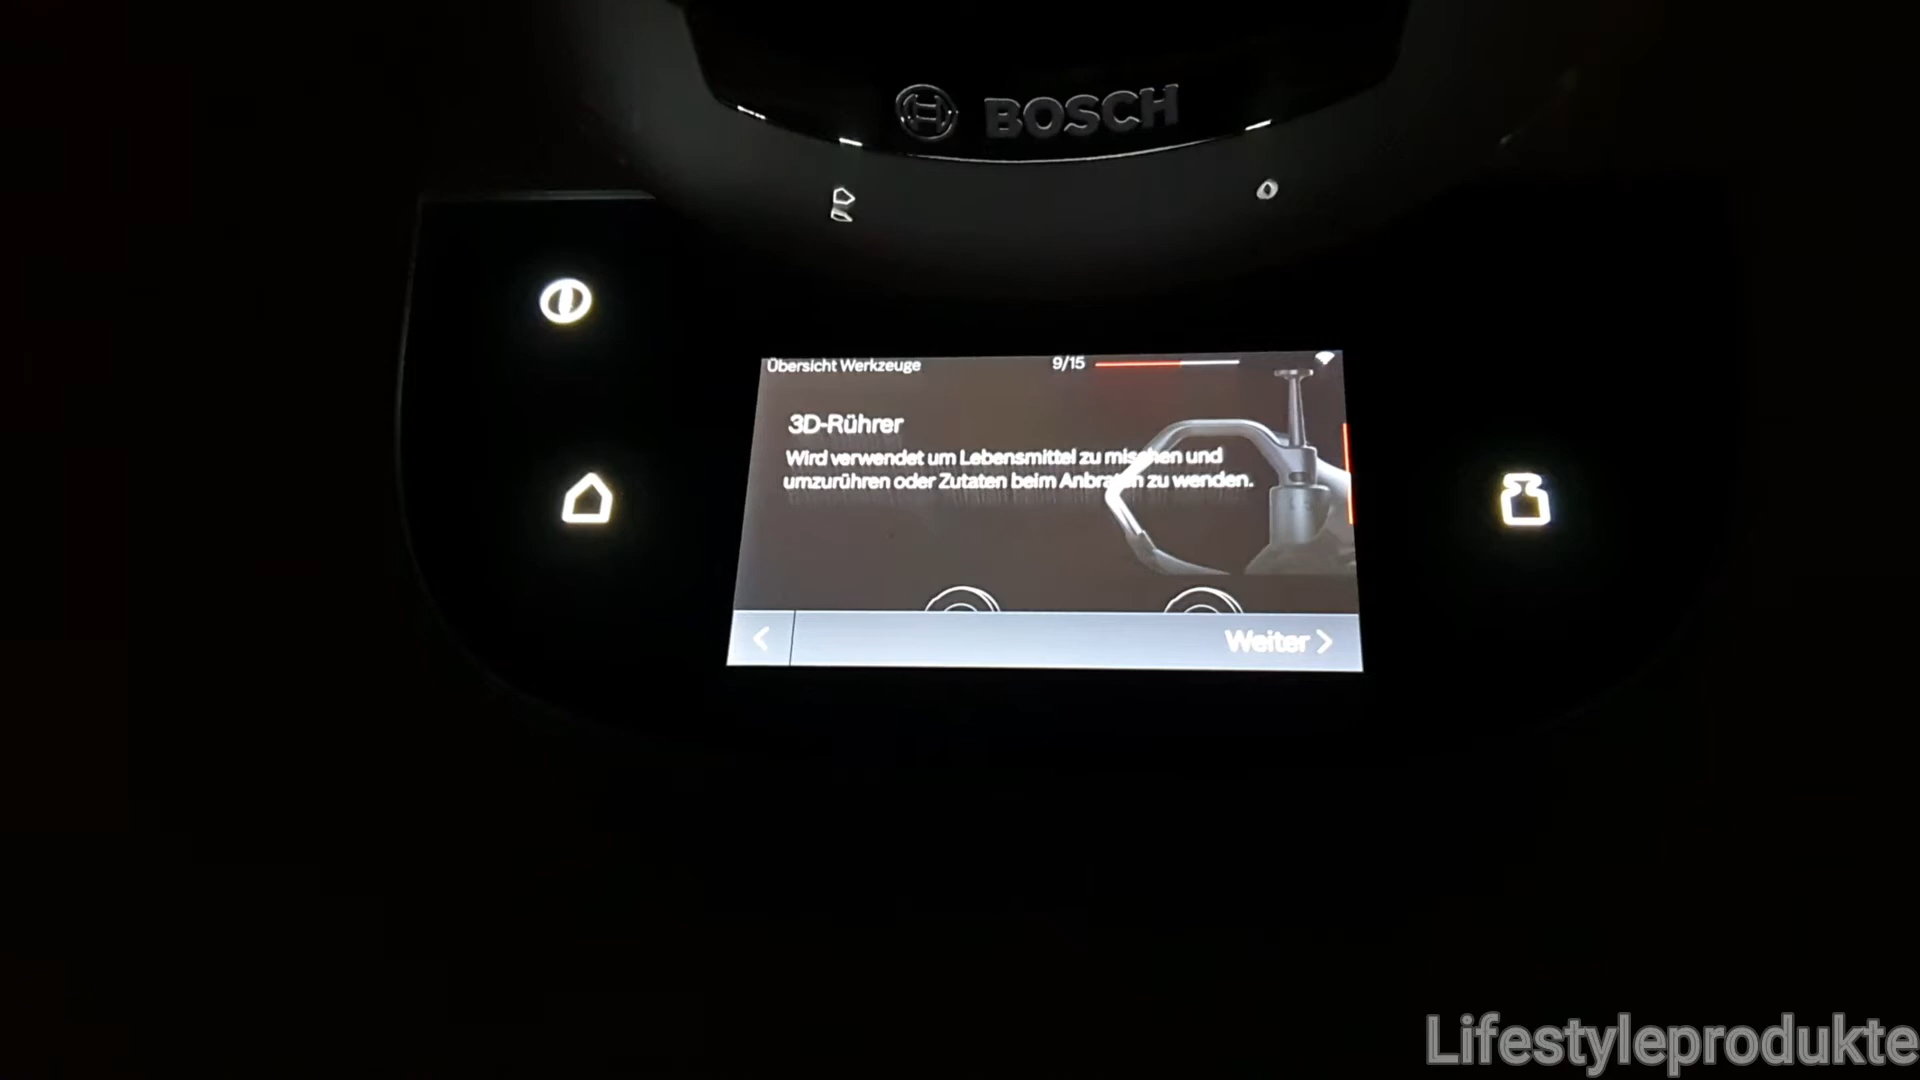 BOSCH
Übersicht Werkzeuge 9/15
3D-Rührer
Wird verwendet um Lebensmittel zu mischen und
umzurühren oder Zutaten beim Anbraten zu wenden.
Weiter
Lifestyleprodukte